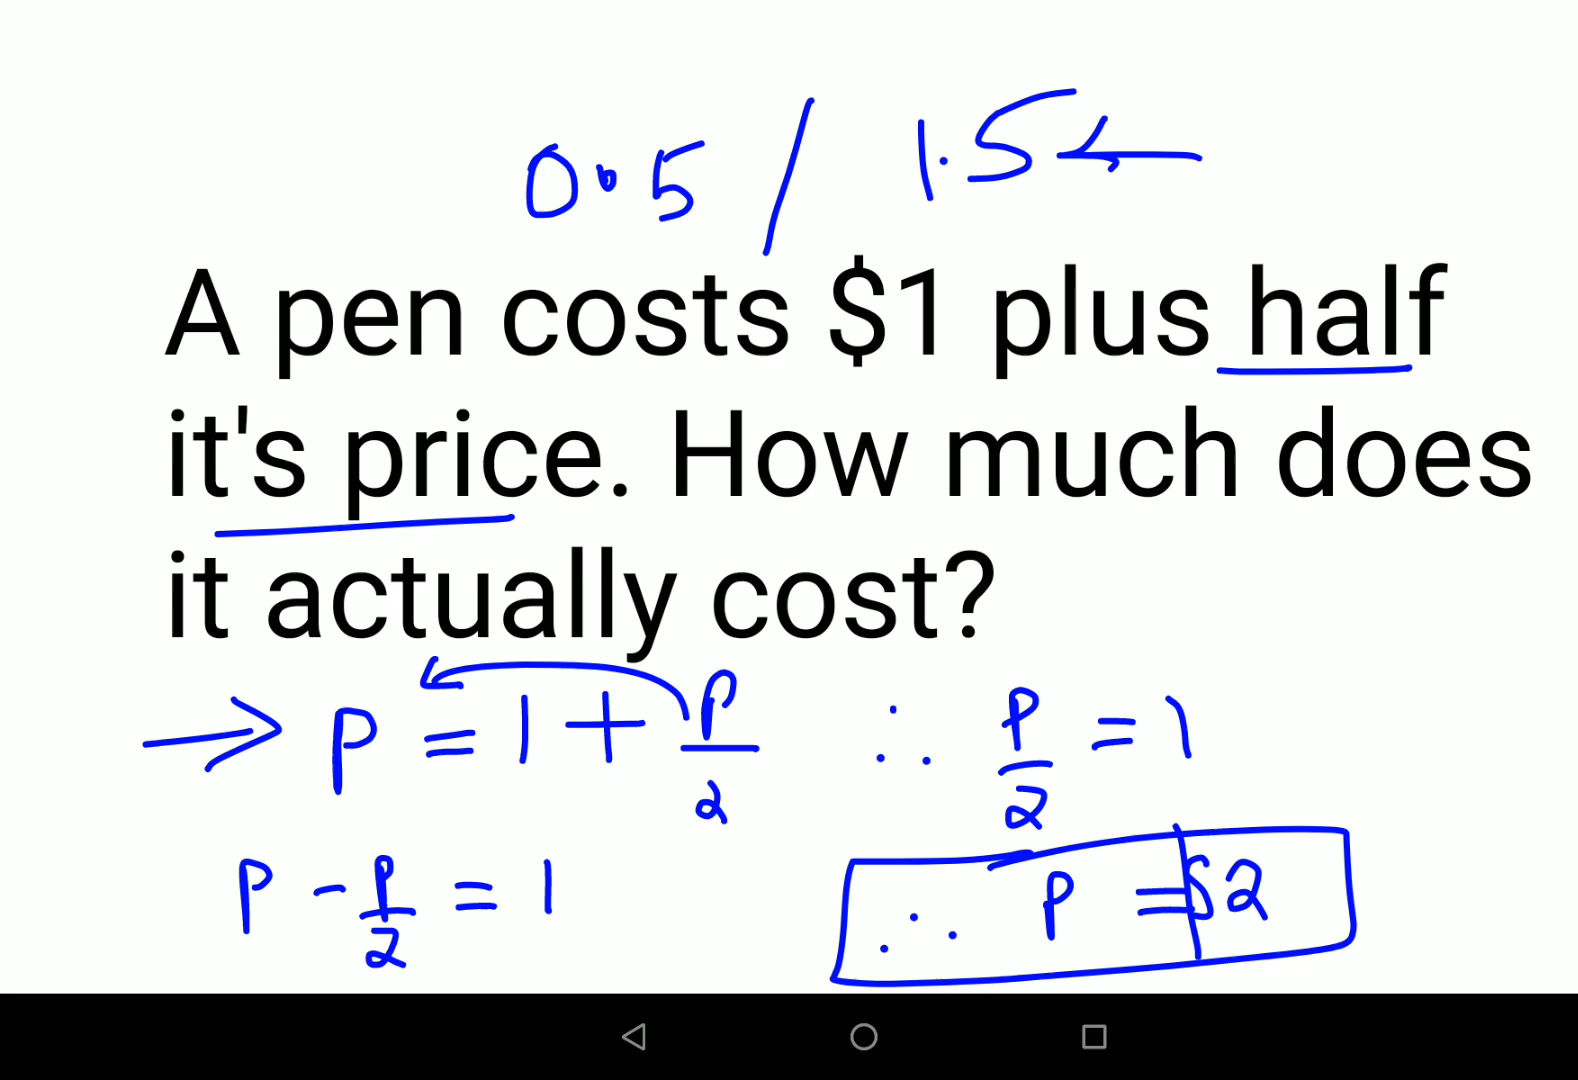 0.5 / 1.5
A pen costs $1 plus half
it's price. How much does
it actually cost?
→ P = 1 + P/2 ∴ P/2 = 1
P - P/2 = 1 ∴ P = $2